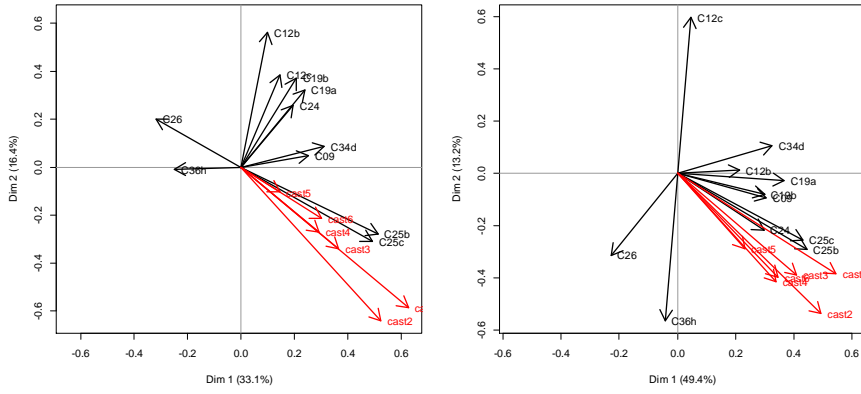 C12b
C12c
C19b
C19a
C24
C26
C34d
C09
C36h
cast5
cast6
cast4
cast3
C25b
C25c
ca
cast2
0.6
0.4
0.2
0.0
-0.2
-0.4
-0.6
Dim 2 (16.4%)
-0.6 -0.4 -0.2 0.0 0.2 0.4 0.6
Dim 1 (33.1%)
C12c
C34d
C12b
C19a
C19b
C09
C24
C25c
C25b
cast5
C26
cast3
cast4
cast2
C36h
0.6
0.4
0.2
0.0
-0.2
-0.4
-0.6
Dim 2 (13.2%)
-0.6 -0.4 -0.2 0.0 0.2 0.4 0.6
Dim 1 (49.4%)